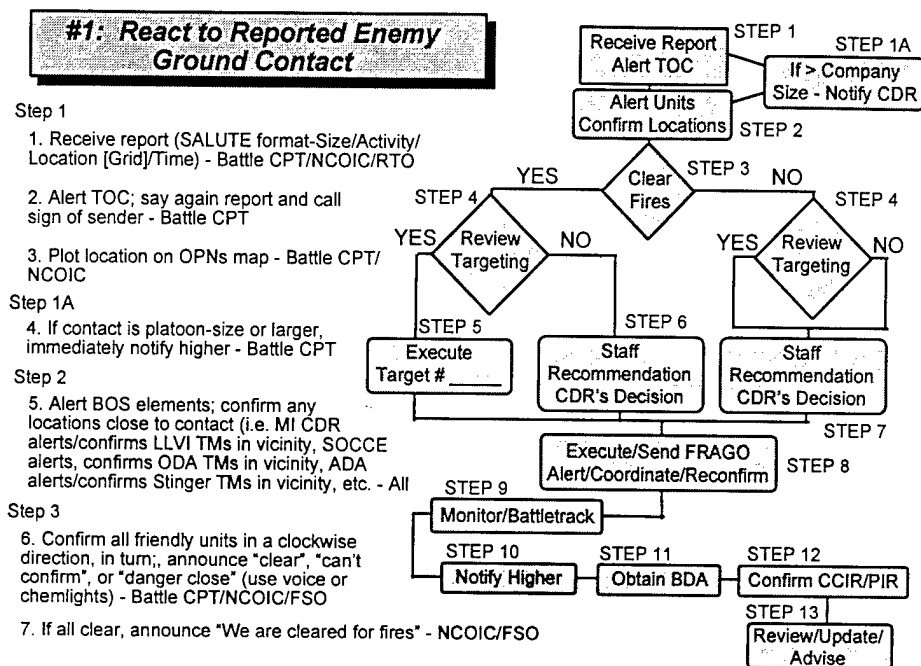 #1: React to Reported Enemy
Ground Contact
Step 1
1. Receive report (SALUTE format-Size/Activity/
Location [Grid]/Time) - Battle CPT/NCOIC/RTO
2. Alert TOC; say again report and call
sign of sender - Battle CPT
3. Plot location on OPNs map - Battle CPT/
NCOIC
Step 1A
4. If contact is platoon-size or larger,
immediately notify higher - Battle CPT
Step 2
5. Alert BOS elements; confirm any
locations close to contact (i.e. MI CDR
alerts/confirms LLVI TMs in vicinity, SOCCE
alerts, confirms ODA TMs in vicinity, ADA
alerts/confirms Stinger TMs in vicinity, etc. - All
Step 3
6. Confirm all friendly units in a clockwise
direction, in turn;, announce "clear", "can't
confirm", or "danger close" (use voice or
chemlights) - Battle CPT/NCOIC/FSO
7. If all clear, announce "We are cleared for fires" - NCOIC/FSO
STEP 1
Receive Report
Alert TOC
STEP 1A
If > Company
Size - Notify CDR
Alert Units
Confirm Locations
STEP 2
STEP 3
Clear
Fires
YES
NO
STEP 4
Review
Targeting
YES
NO
STEP 4
Review
Targeting
YES
NO
STEP 5
Execute
Target # _____
STEP 6
Staff
Recommendation
CDR's Decision
Staff
Recommendation
CDR's Decision
STEP 7
Execute/Send FRAGO
Alert/Coordinate/Reconfirm
STEP 8
STEP 9
Monitor/Battletrack
STEP 10
Notify Higher
STEP 11
Obtain BDA
STEP 12
Confirm CCIR/PIR
STEP 13
Review/Update/
Advise